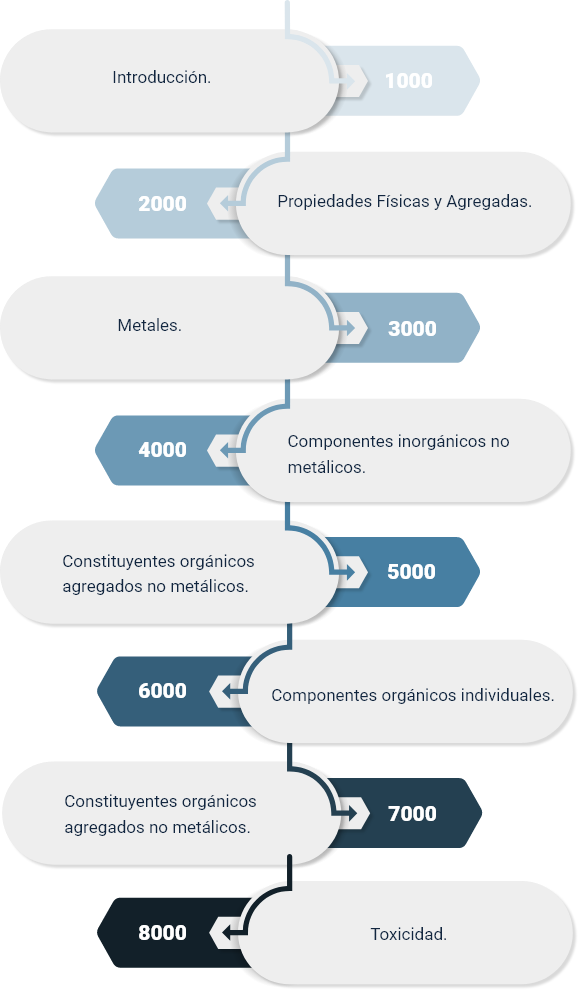 Introducción.
1000
2000
Propiedades Físicas y Agregadas.
Metales.
3000
4000
Componentes inorgánicos no
metálicos.
Constituyentes orgánicos
agregados no metálicos.
5000
6000
Componentes orgánicos individuales.
Constituyentes orgánicos
agregados no metálicos.
7000
8000
Toxicidad.